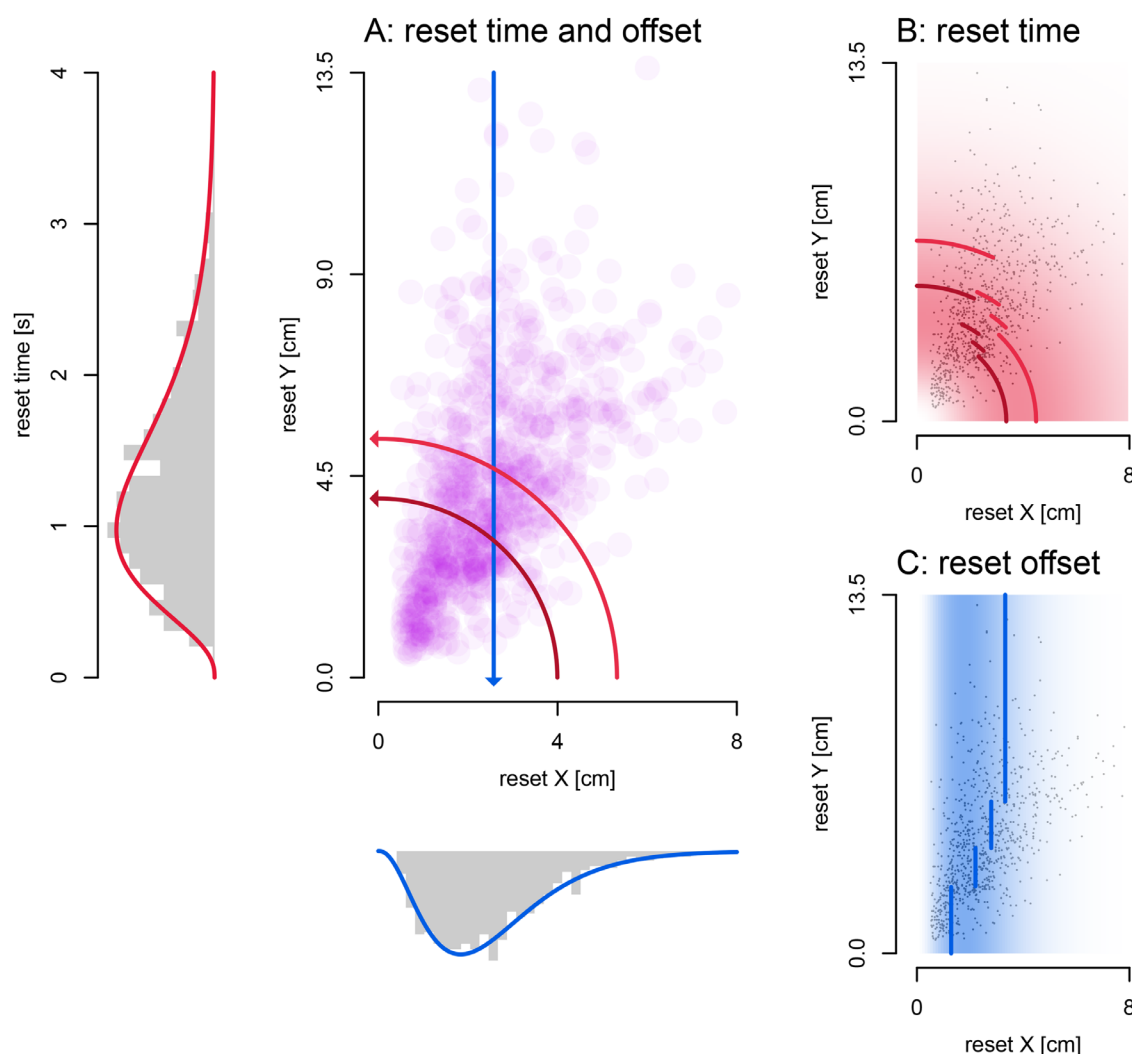 A: reset time and offset
reset time [s]
0
1
2
3
4
reset Y [cm]
0.0
4.5
9.0
13.5
0
4
8
reset X [cm]
B: reset time
reset Y [cm]
0.0
13.5
0
8
reset X [cm]
C: reset offset
reset Y [cm]
0.0
13.5
0
8
reset X [cm]